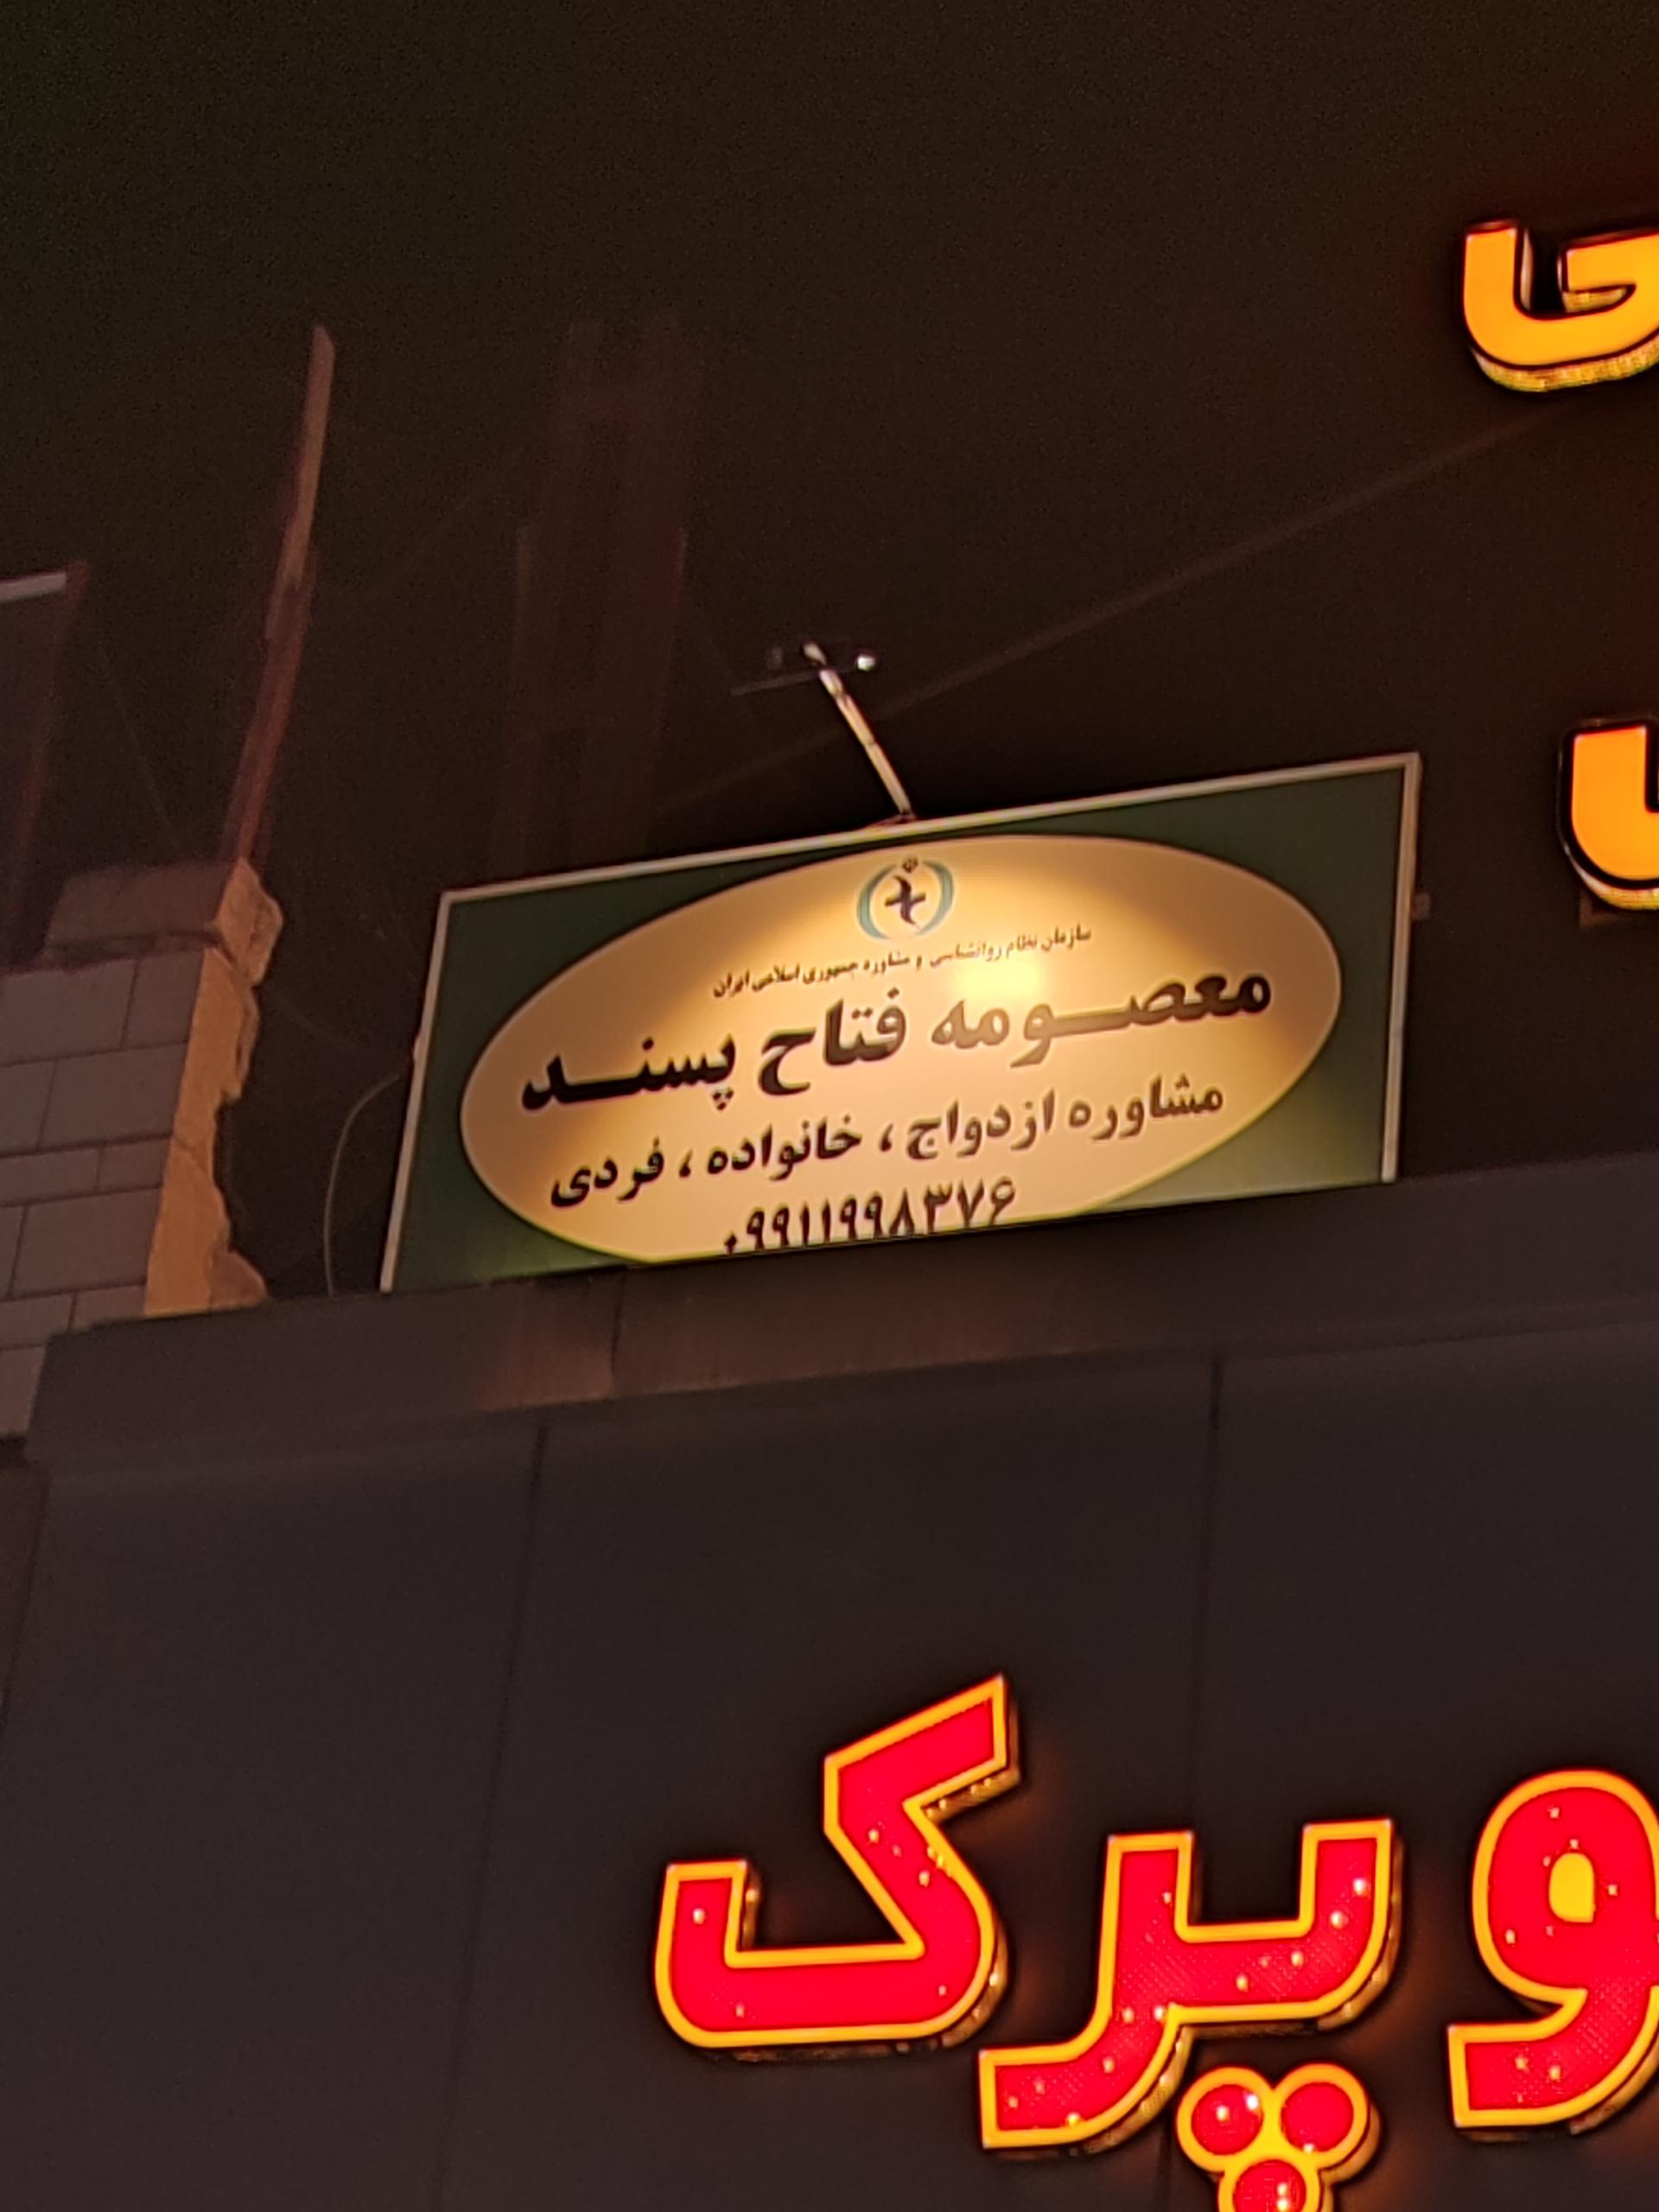 سازمان نظام روانشناسی و مشاوره جمهوری اسلامی ایران
معصومه فتاح پسند
مشاوره ازدواج ، خانواده ، فردی
۰۹۹۱۱۹۹۸۳۷۶
وپرک